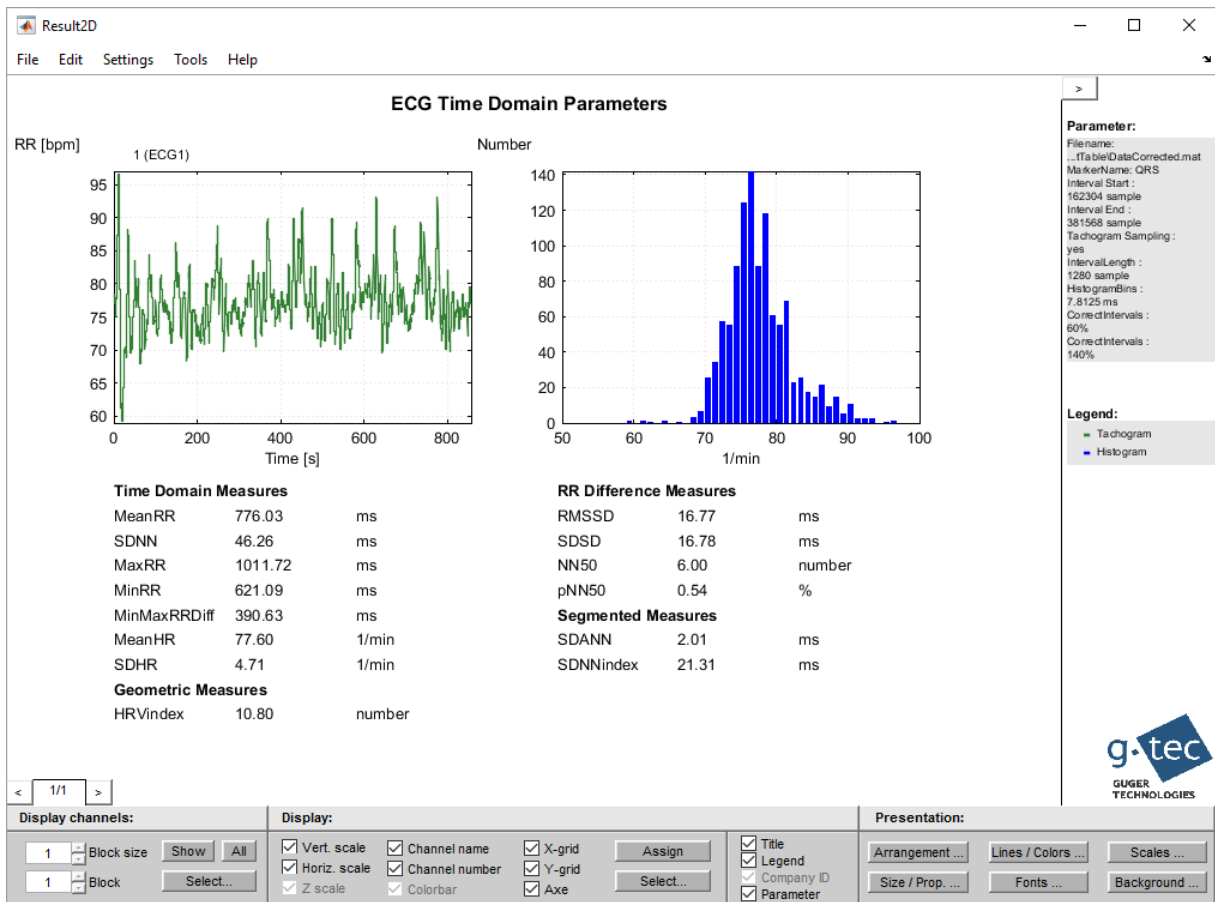 Result2D
File Edit Settings Tools Help
>
ECG Time Domain Parameters
RR [bpm]
1 (ECG1)
95
90
85
80
75
70
65
60
0 200 400 600 800
Time [s]
Number
140
120
100
80
60
40
20
0
50 60 70 80 90 100
1/min
Time Domain Measures
MeanRR 776.03 ms
SDNN 46.26 ms
MaxRR 1011.72 ms
MinRR 621.09 ms
MinMaxRRDiff 390.63 ms
MeanHR 77.60 1/min
SDHR 4.71 1/min
Geometric Measures
HRVindex 10.80 number
RR Difference Measures
RMSSD 16.77 ms
SDSD 16.78 ms
NN50 6.00 number
pNN50 0.54 %
Segmented Measures
SDANN 2.01 ms
SDNNindex 21.31 ms
Parameter:
Filename:
...tTable\DataCorrected.mat
MarkerName: QRS
Interval Start :
162304 sample
Interval End :
381568 sample
Tachogram Sampling :
yes
IntervalLength :
1280 sample
HistogramBins :
7.8125 ms
CorrectIntervals :
60%
CorrectIntervals :
140%
Legend:
Tachogram
Histogram
g.tec
GUGER
TECHNOLOGIES
< 1/1 >
Display channels:
1 Block size Show All
1 Block Select...
Display:
Vert. scale Channel name X-grid Assign
Horiz. scale Channel number Y-grid
Z scale Colorbar Axe Select...
Title
Legend
Company ID
Parameter
Presentation:
Arrangement ... Lines / Colors ... Scales ...
Size / Prop. ... Fonts ... Background ...